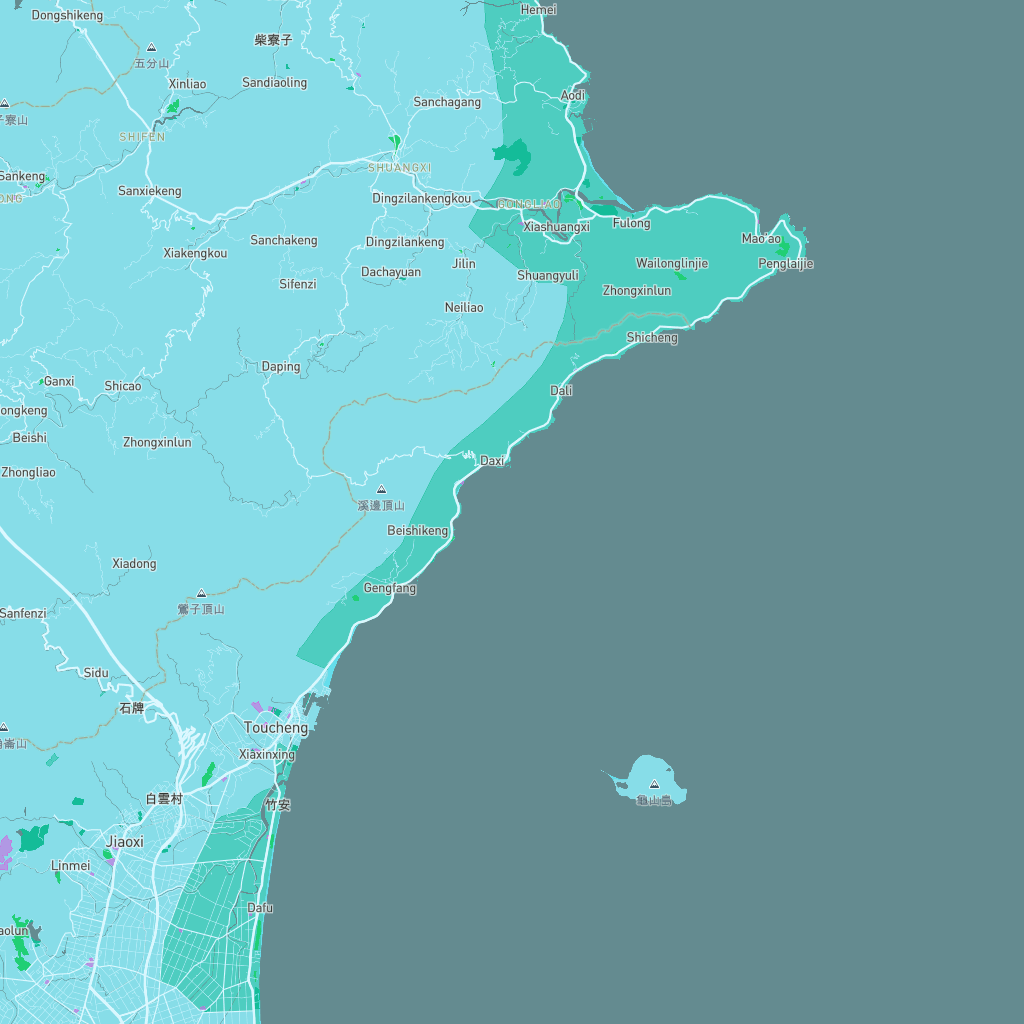 Hemei
Dongshikeng
柴寮子
五分山
Xinliao
Sandiaoling
Sanchagang
Aodi
SHIFEN
Sankeng
SHUANGXI
Sanxiekeng
Dingzilankengkou
GONGLIAO
Xiashuangxi
Fulong
Sanchakeng
Dingzilankeng
Mao'ao
Xiakengkou
Jilin
Wailonglinjie
Penglaijie
Dachayuan
Shuangyuli
Sifenzi
Zhongxinlun
Neiliao
Shicheng
Daping
Ganxi
Shicao
Dali
ongkeng
Beishi
Zhongxinlun
Daxi
Zhongliao
溪邊頂山
Beishikeng
Xiadong
Gengfang
鶯子頂山
Sanfenzi
Sidu
石牌
Toucheng
Xiaxinxing
白雲村
竹安
龜山島
Jiaoxi
Linmei
Dafu
aolun